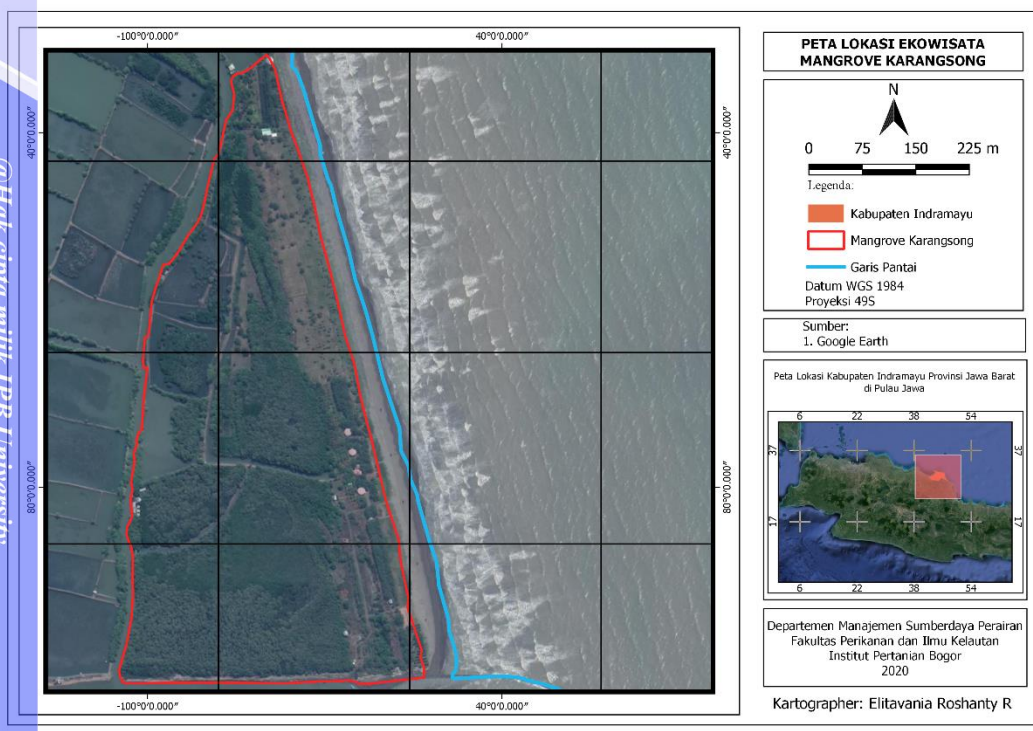 PETA LOKASI EKOWISATA
MANGROVE KARANGSONG
N
0 75 150 225 m
Legenda:
Kabupaten Indramayu
Mangrove Karangsong
Garis Pantai
Datum WGS 1984
Proyeksi 49S
Sumber:
1. Google Earth
Peta Lokasi Kabupaten Indramayu Provinsi Jawa Barat
di Pulau Jawa
6 22 38 54
37 37
17 17
6 22 38 54
Departemen Manajemen Sumberdaya Perairan
Fakultas Perikanan dan Ilmu Kelautan
Institut Pertanian Bogor
2020
Kartographer: Elitavania Roshanty R
-100°0'0.000" 40°0'0.000"
40°0'0.000" 40°0'0.000"
80°0'0.000" 80°0'0.000"
-100°0'0.000" 40°0'0.000"
@Hak cipta milik IPB University